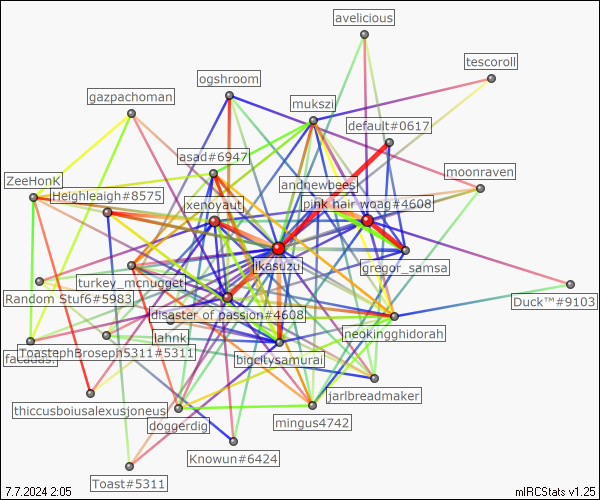 avelicious
tescoroll
ogshroom
gazpachoman
mukszi
default#0617
asad#6947
moonraven
ZeeHonK
andnewbees
Heighleaigh#8575
xenoyaut
pink hair woag#4608
ikasuzu
gregor_samsa
turkey_mcnugget
Random Stuf6#5983
Duck™#9103
disaster of passion#4608
neokingghidorah
lahnk
ToastephBroseph5311#5311
bigcitysamurai
jarlbreadmaker
thiccusboiusalexusjoneus
doggerdig
mingus4742
Knowun#6424
Toast#5311
7.7.2024 2:05
mIRCStats v1.25